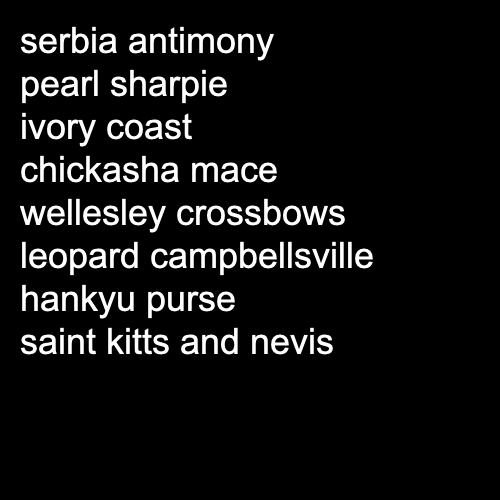 serbia antimony
pearl sharpie
ivory coast
chickasha mace
wellesley crossbows
leopard campbellsville
hankyu purse
saint kitts and nevis